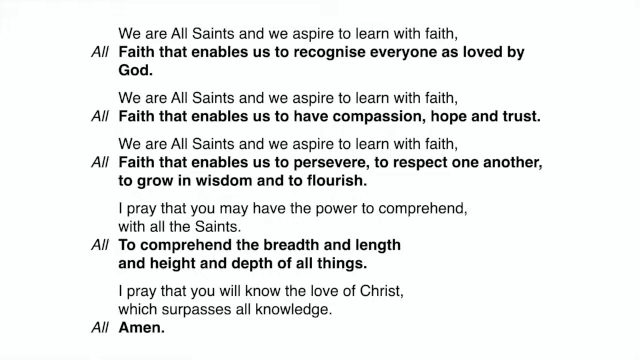 We are All Saints and we aspire to learn with faith,
All Faith that enables us to recognise everyone as loved by
God.
We are All Saints and we aspire to learn with faith,
All Faith that enables us to have compassion, hope and trust.
We are All Saints and we aspire to learn with faith,
All Faith that enables us to persevere, to respect one another,
to grow in wisdom and to flourish.
I pray that you may have the power to comprehend,
with all the Saints.
All To comprehend the breadth and length
and height and depth of all things.
I pray that you will know the love of Christ,
which surpasses all knowledge.
All Amen.